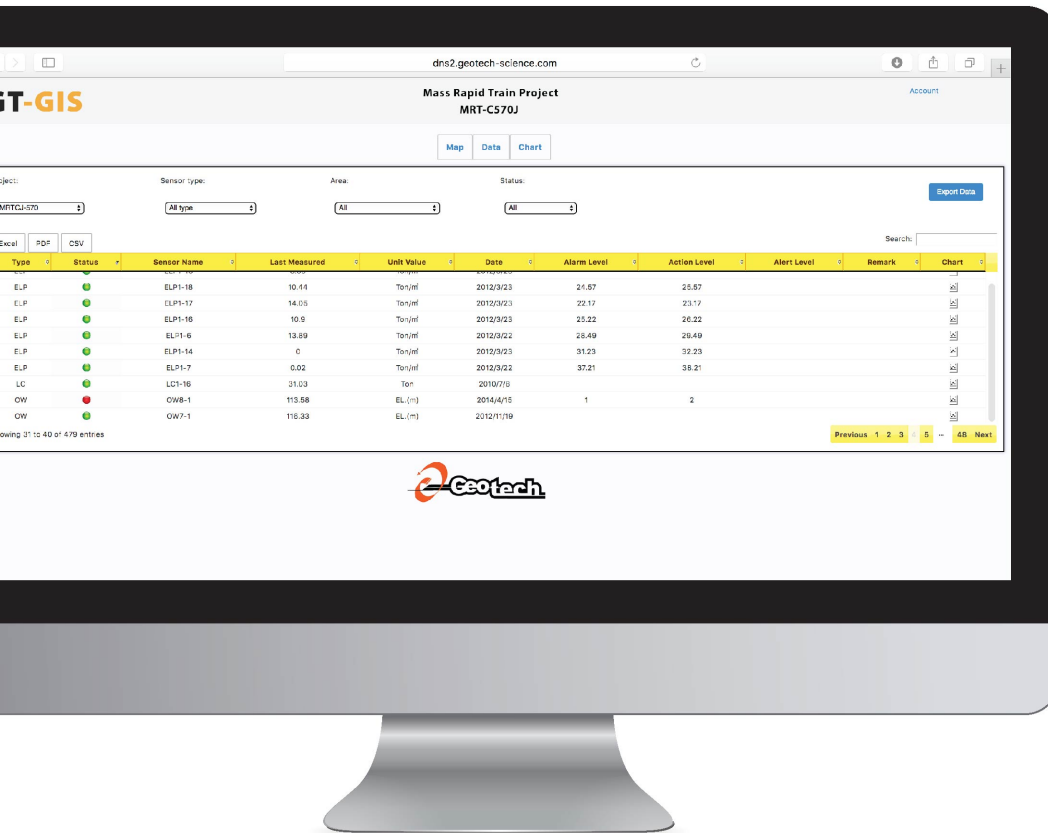 dns2.geotech-science.com
GT-GIS
Mass Rapid Train Project
MRT-C570J
Account
Map Data Chart
oject: Sensor type: Area: Status:
MRTCJ-570 All type All All
Export Data
Excel PDF CSV
Search:
Type Status Sensor Name Last Measured Unit Value Date Alarm Level Action Level Alert Level Remark Chart
ELP ELP1-18 10.44 Ton/㎡ 2012/3/23 24.57 25.57
ELP ELP1-17 14.05 Ton/㎡ 2012/3/23 22.17 23.17
ELP ELP1-16 10.9 Ton/㎡ 2012/3/23 25.22 26.22
ELP ELP1-6 13.89 Ton/㎡ 2012/3/22 28.49 29.49
ELP ELP1-14 0 Ton/㎡ 2012/3/23 31.23 32.23
ELP ELP1-7 0.02 Ton/㎡ 2012/3/22 37.21 38.21
LC LC1-16 31.03 Ton 2010/7/8
OW OW8-1 113.58 EL.(m) 2014/4/15 1 2
OW OW7-1 116.33 EL.(m) 2012/11/19
owing 31 to 40 of 479 entries
Previous 1 2 3 4 5 ... 48 Next
Geotech